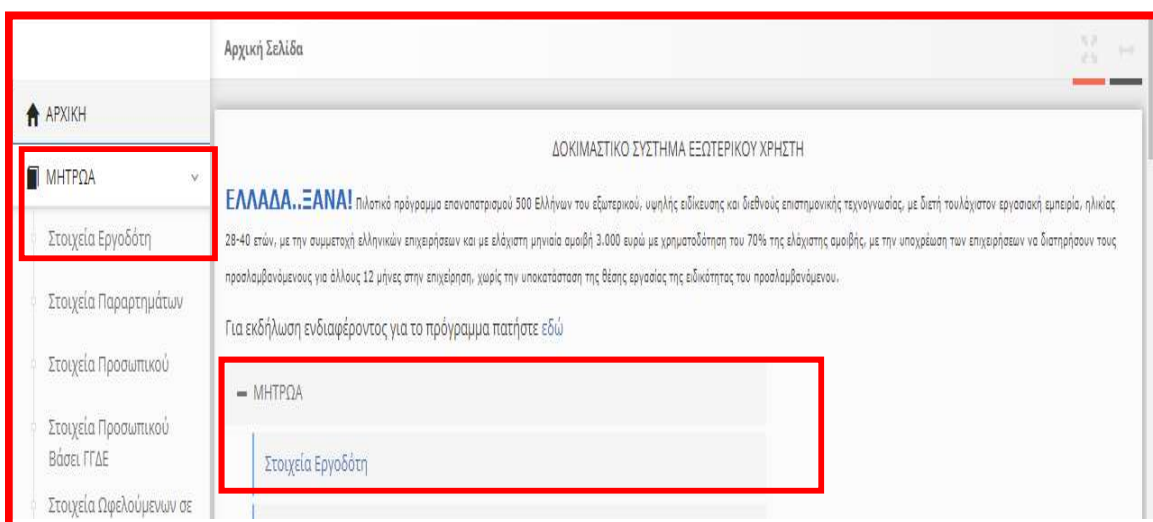 Αρχική Σελίδα
ΑΡΧΙΚΗ
ΜΗΤΡΩΑ
Στοιχεία Εργοδότη
Στοιχεία Παραρτημάτων
Στοιχεία Προσωπικού
Στοιχεία Προσωπικού
Βάσει ΓΓΔΕ
Στοιχεία Ωφελούμενων σε
ΔΟΚΙΜΑΣΤΙΚΟ ΣΥΣΤΗΜΑ ΕΞΩΤΕΡΙΚΟΥ ΧΡΗΣΤΗ
ΕΛΛΑΔΑ..ΞΑΝΑ! Πιλοτικό πρόγραμμα επαναπατρισμού 500 Ελλήνων του εξωτερικού, υψηλής ειδίκευσης και διεθνούς επιστημονικής τεχνογνωσίας, με διετή τουλάχιστον εργασιακή εμπειρία, ηλικίας
28-40 ετών, με την συμμετοχή ελληνικών επιχειρήσεων και με ελάχιστη μηνιαία αμοιβή 3.000 ευρώ με χρηματοδότηση του 70% της ελάχιστης αμοιβής, με την υποχρέωση των επιχειρήσεων να διατηρήσουν τους
προσλαμβανόμενους για άλλους 12 μήνες στην επιχείρηση, χωρίς την υποκατάσταση της θέσης εργασίας της ειδικότητας του προσλαμβανόμενου.
Για εκδήλωση ενδιαφέροντος για το πρόγραμμα πατήστε εδώ
ΜΗΤΡΩΑ
Στοιχεία Εργοδότη